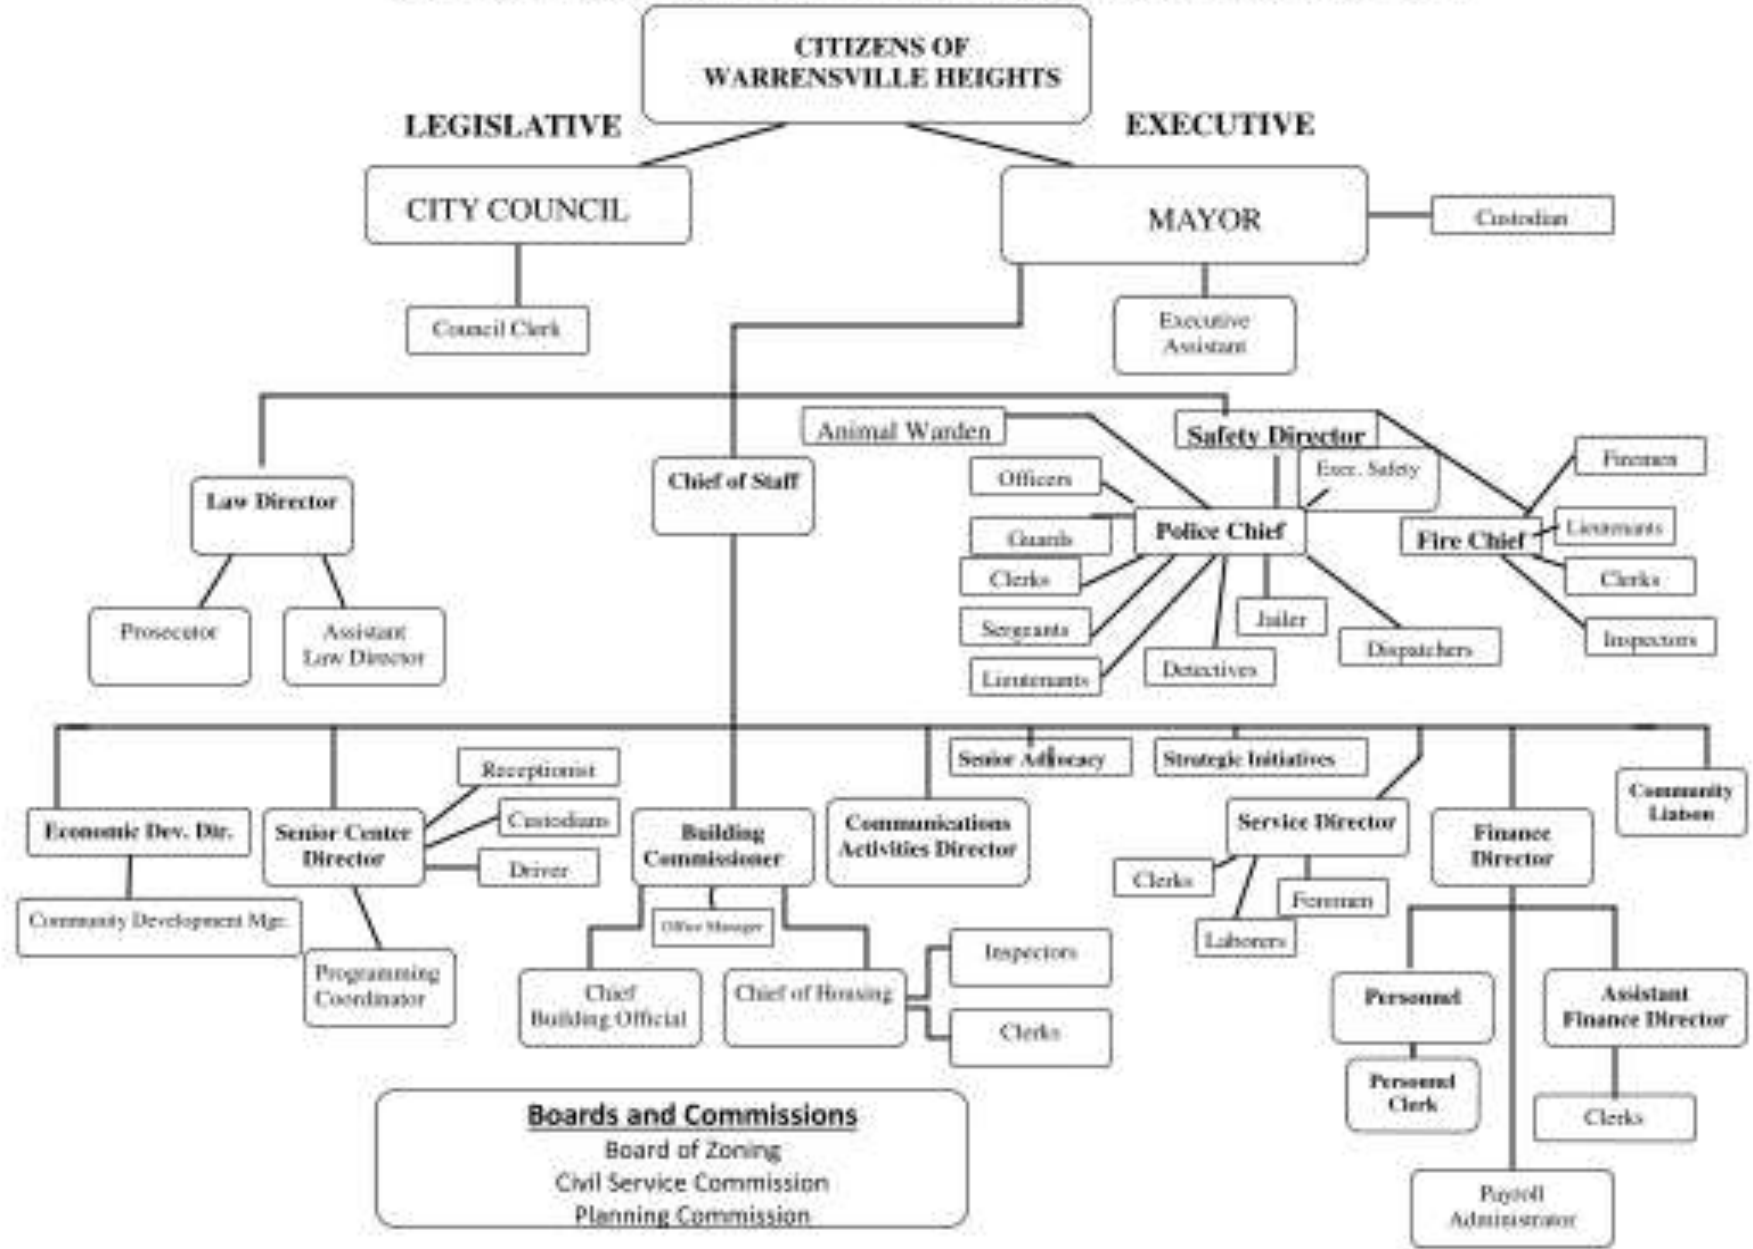 CITIZENS OF
WARRENSVILLE HEIGHTS
LEGISLATIVE
EXECUTIVE
CITY COUNCIL
MAYOR
Custodian
Council Clerk
Executive
Assistant
Animal Warden
Safety Director
Officers
Exec. Safety
Firemen
Law Director
Chief of Staff
Guards
Police Chief
Fire Chief
Lieutenants
Clerks
Clerks
Prosecutor
Assistant
Law Director
Sergeants
Jailer
Inspectors
Lieutenants
Detectives
Dispatchers
Senior Advocacy
Strategic Initiatives
Receptionist
Community
Liaison
Economic Dev. Dir.
Senior Center
Director
Custodians
Driver
Building
Commissioner
Communications
Activities Director
Service Director
Finance
Director
Clerks
Foremen
Laborers
Community Development Mgr.
Office Manager
Programming
Coordinator
Chief
Building Official
Chief of Housing
Inspectors
Clerks
Personnel
Assistant
Finance Director
Personnel
Clerk
Clerks
Boards and Commissions
Board of Zoning
Civil Service Commission
Planning Commission
Payroll
Administrator